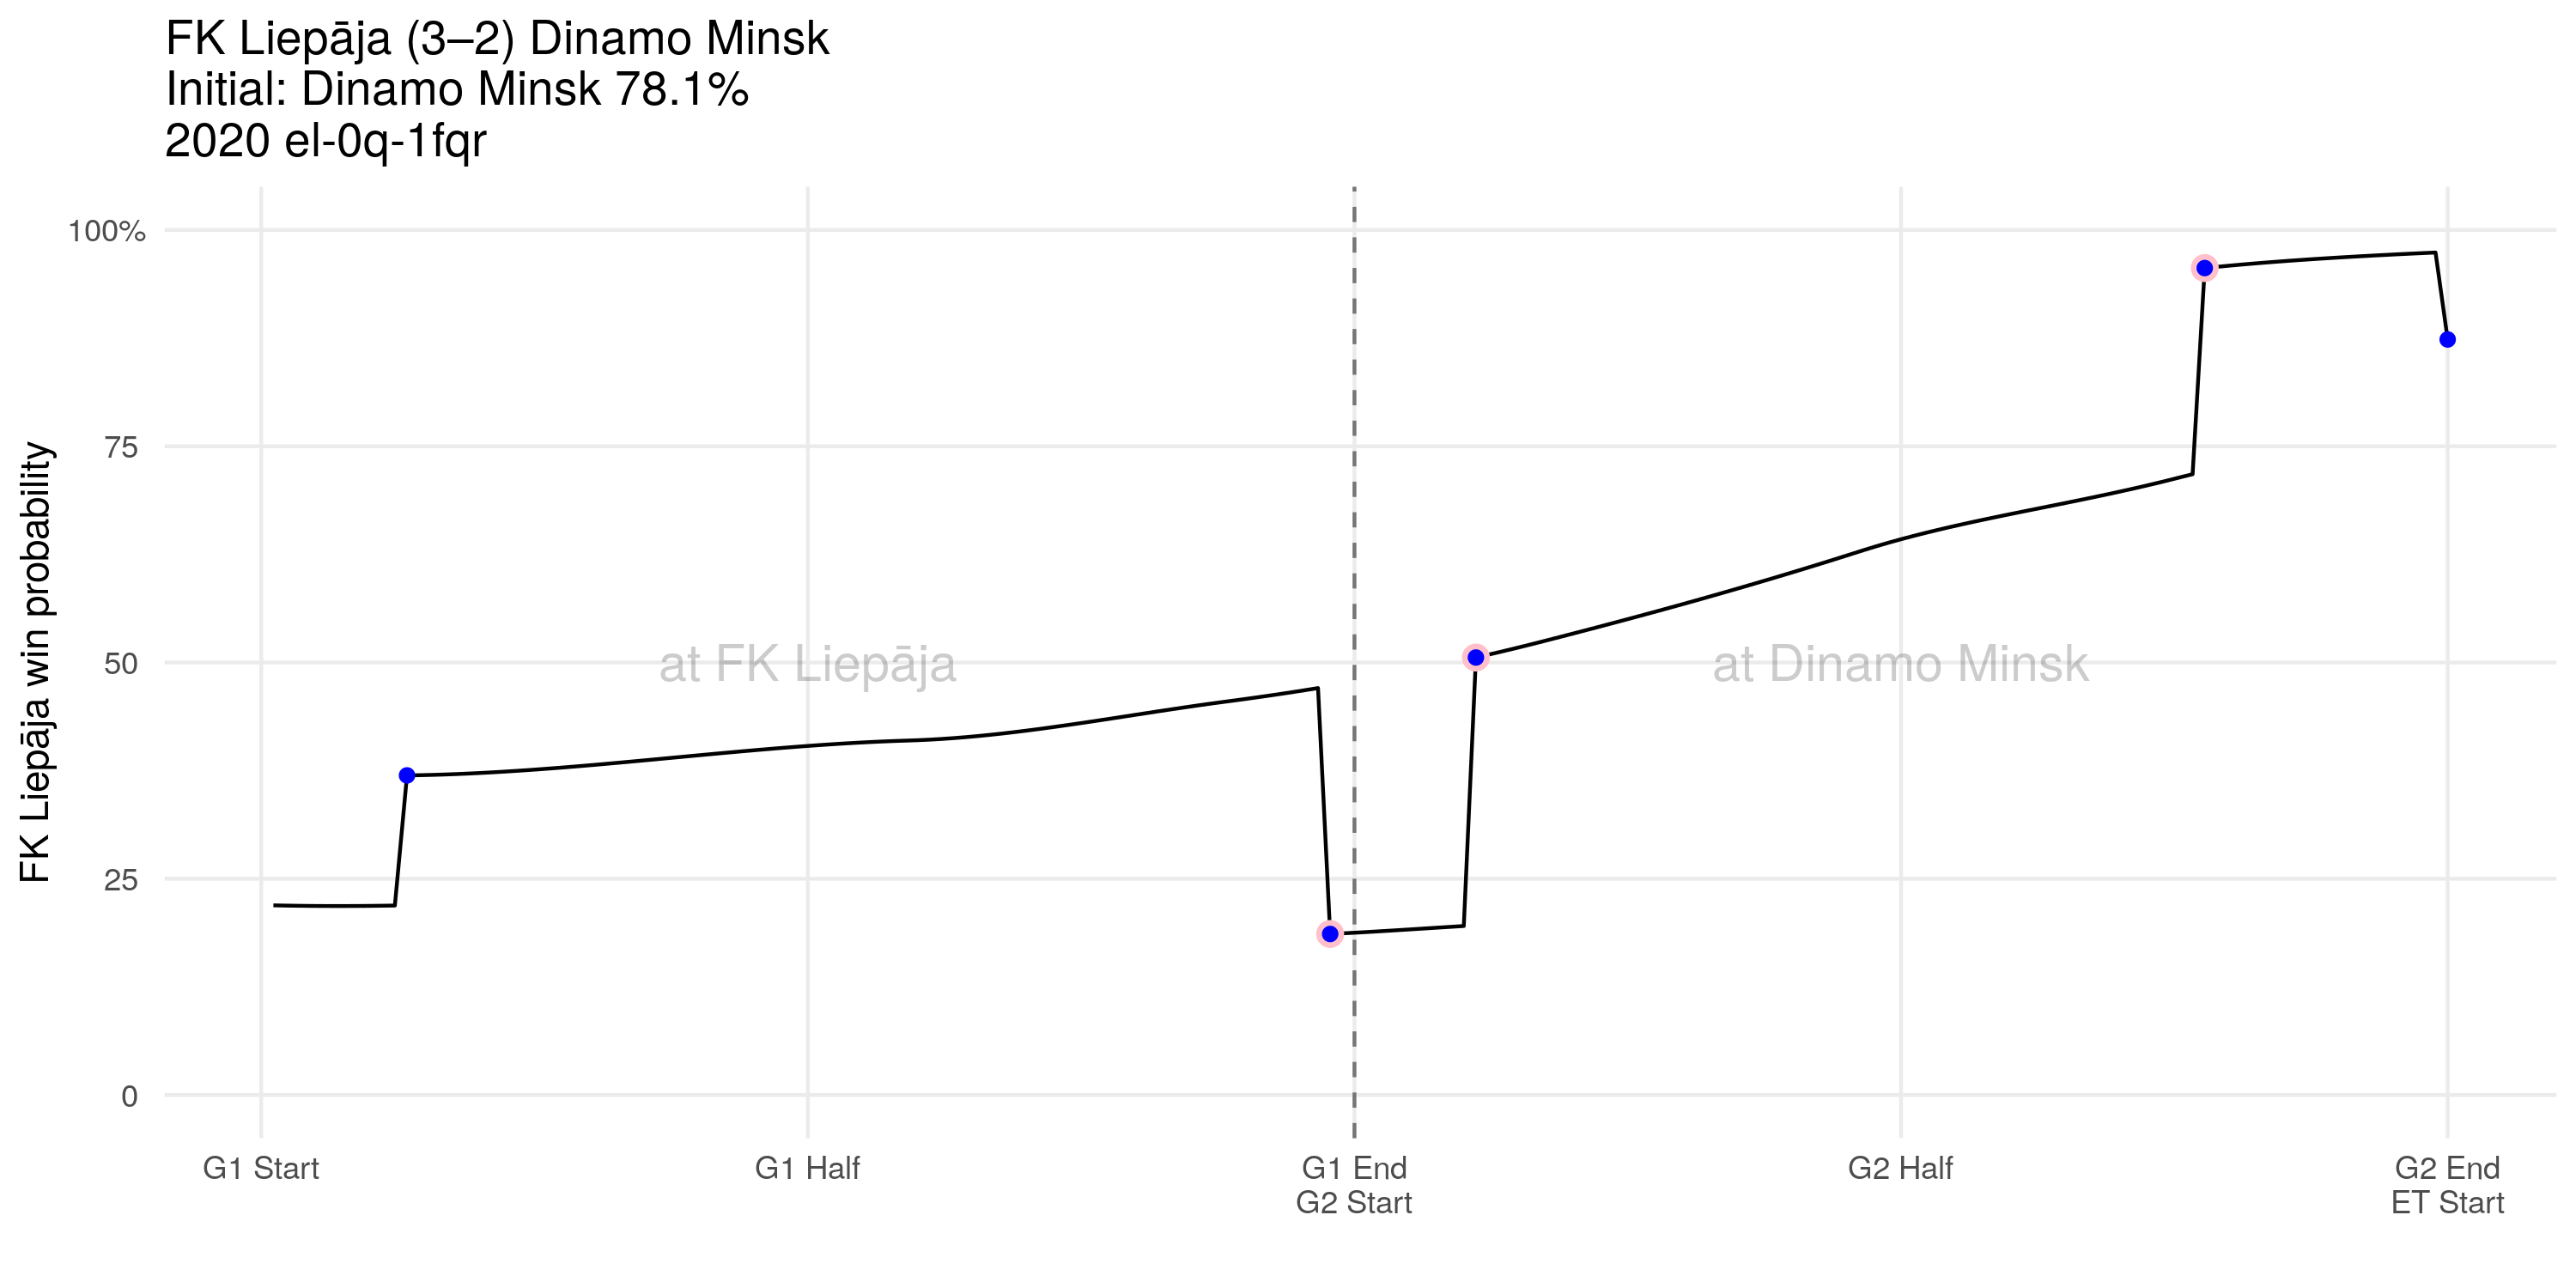 FK Liepāja (3–2) Dinamo Minsk
Initial: Dinamo Minsk 78.1%
2020 el-0q-1fqr
FK Liepāja win probability
100%
75
50
25
0
at FK Liepāja
at Dinamo Minsk
G1 Start
G1 Half
G1 End
G2 Start
G2 Half
G2 End
ET Start